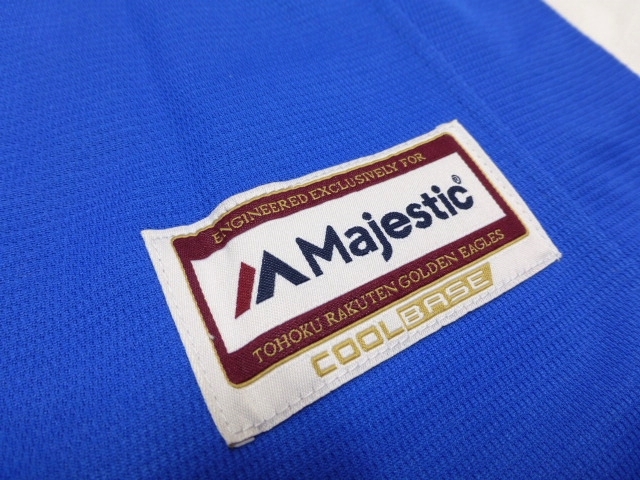 ENGINEERED EXCLUSIVELY FOR
Majestic®
TOHOKU RAKUTEN GOLDEN EAGLES
COOLBASE